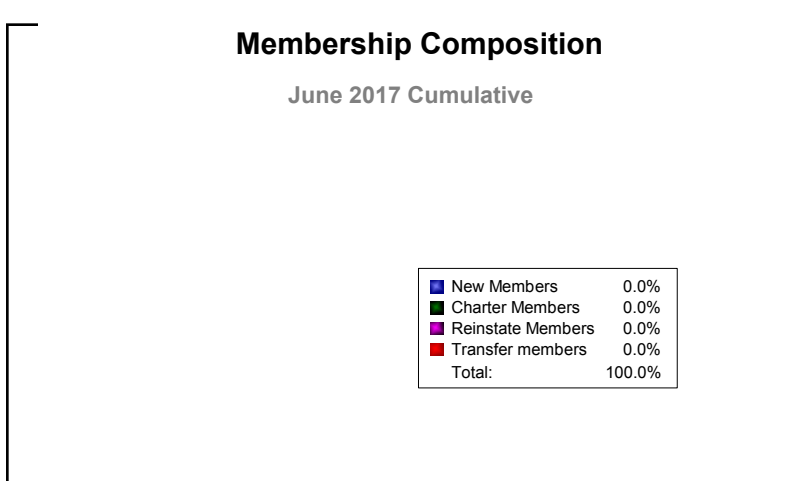 Membership Composition
June 2017 Cumulative
New Members 0.0%
Charter Members 0.0%
Reinstate Members 0.0%
Transfer members 0.0%
Total: 100.0%